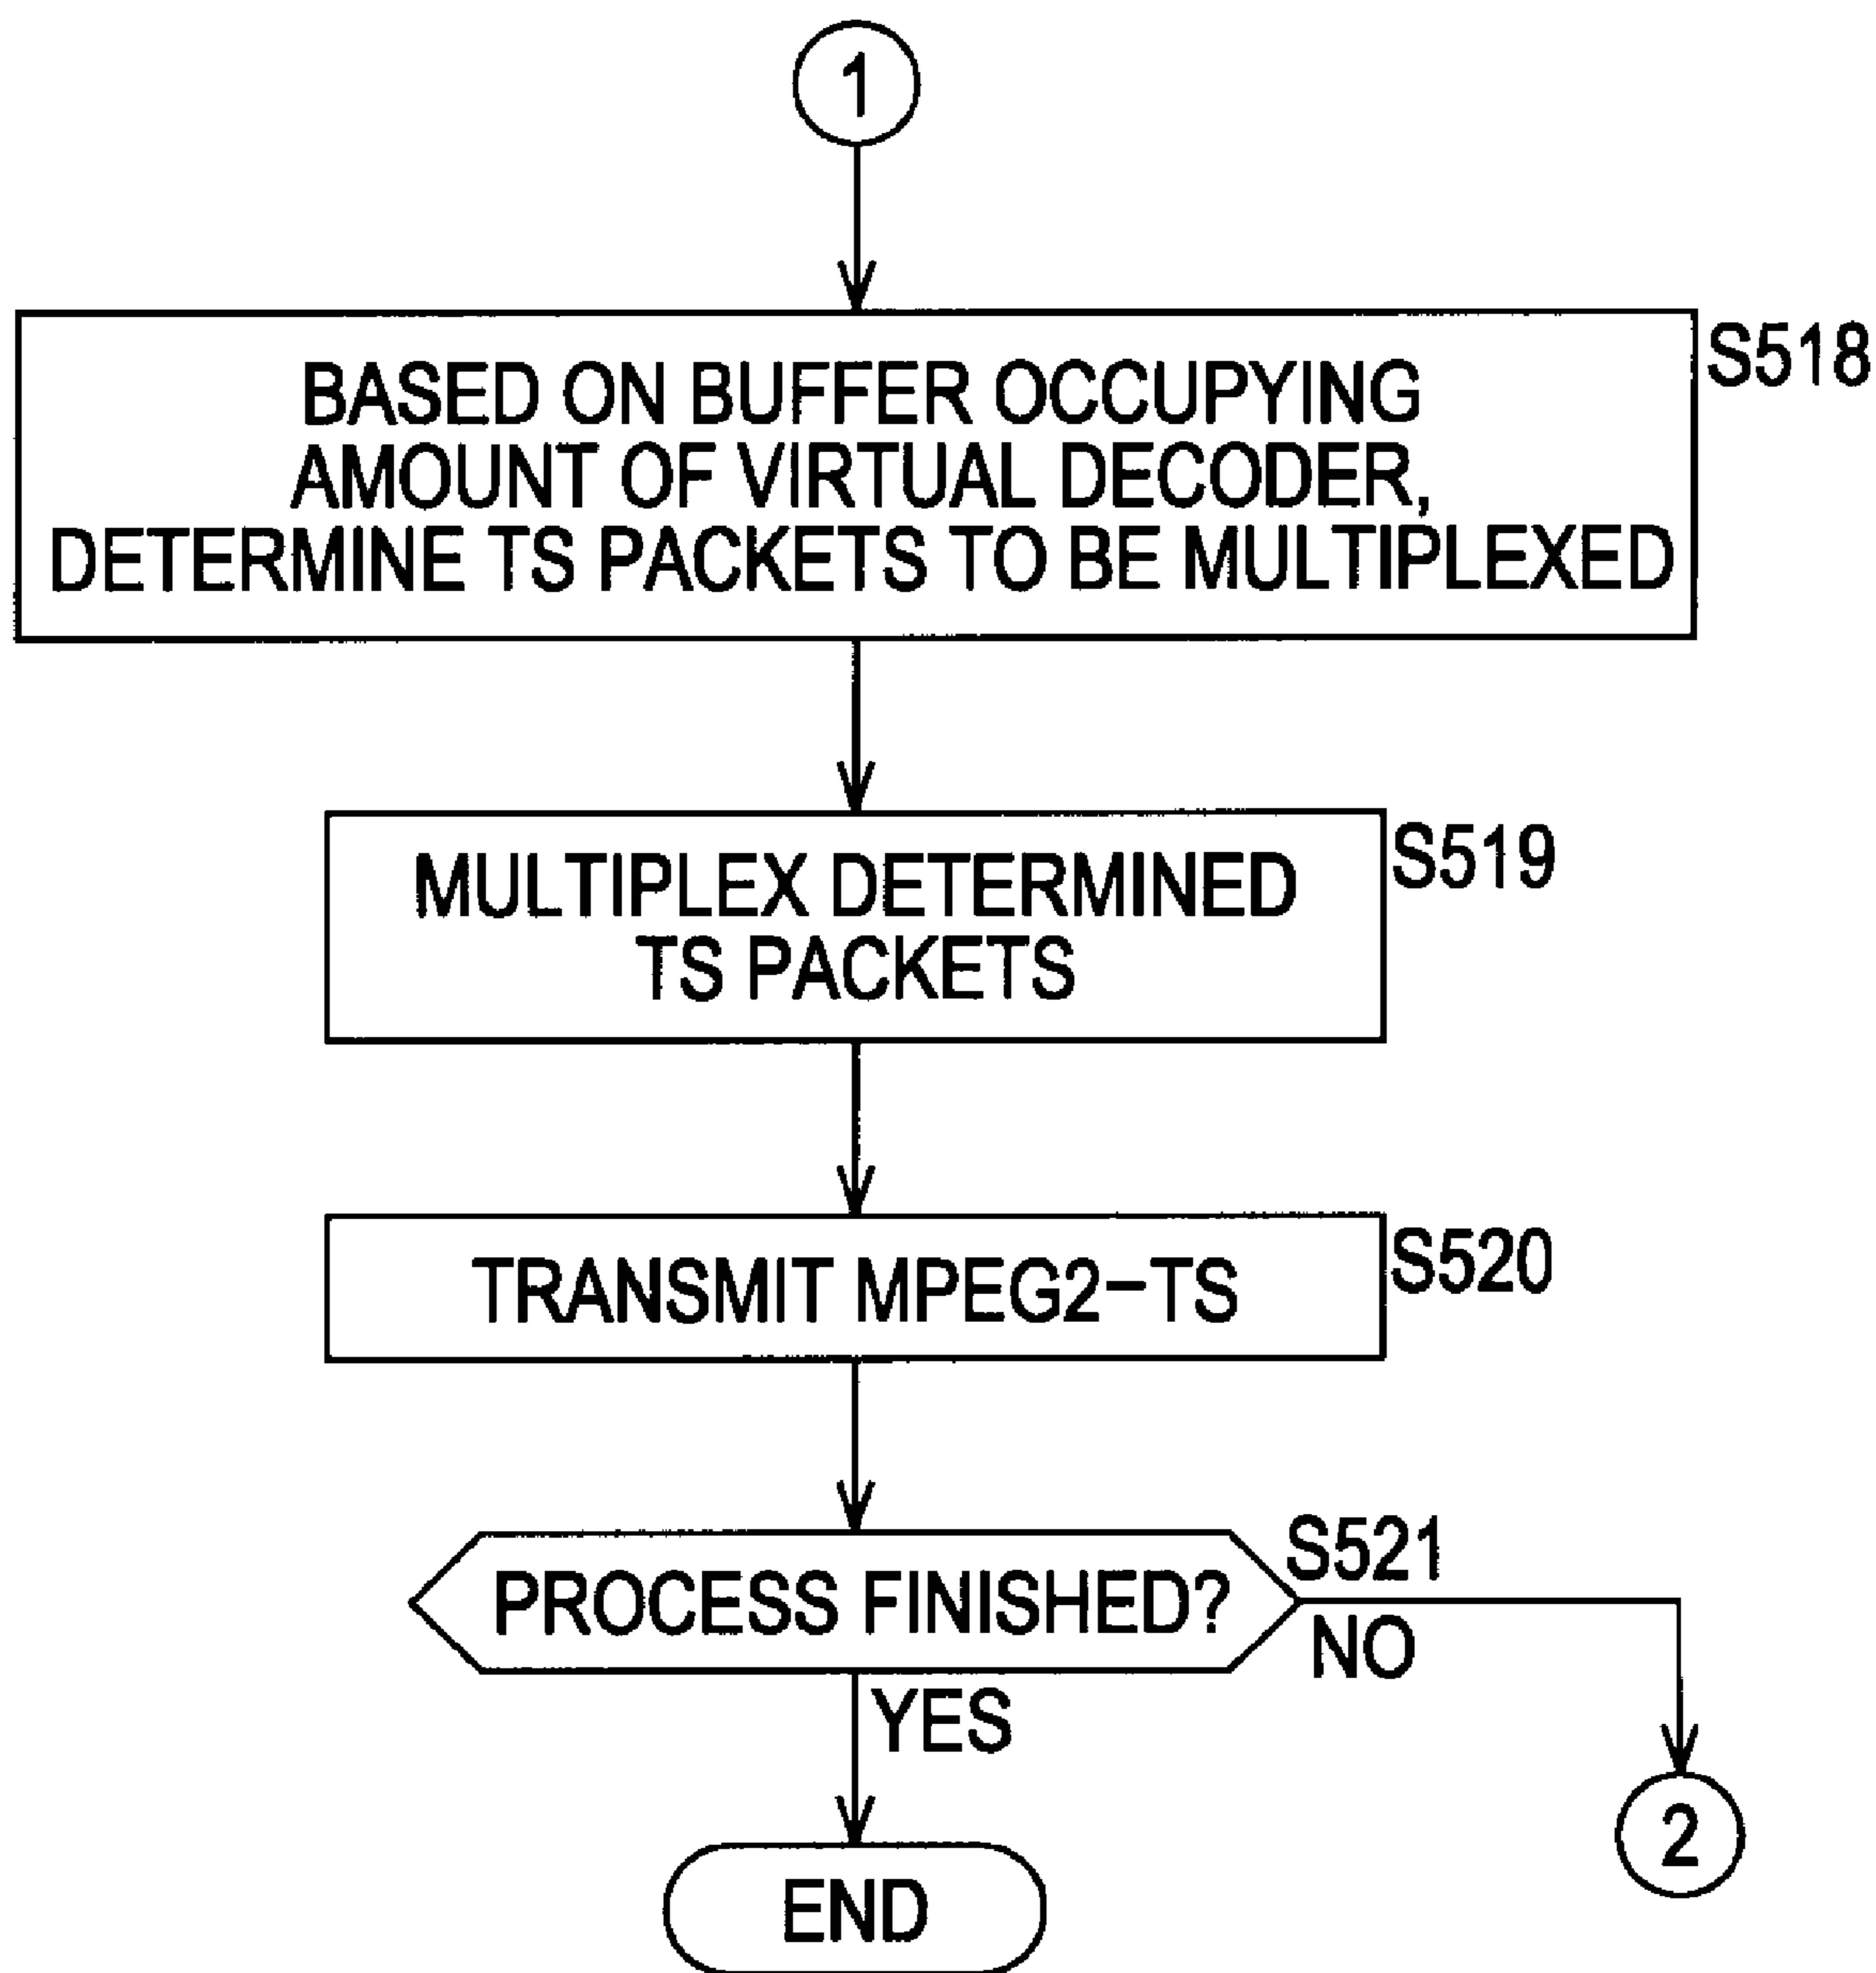 1
BASED ON BUFFER OCCUPYING
AMOUNT OF VIRTUAL DECODER,
DETERMINE TS PACKETS TO BE MULTIPLEXED
S518
MULTIPLEX DETERMINED
TS PACKETS
S519
TRANSMIT MPEG2-TS
S520
PROCESS FINISHED?
S521
NO
YES
2
END